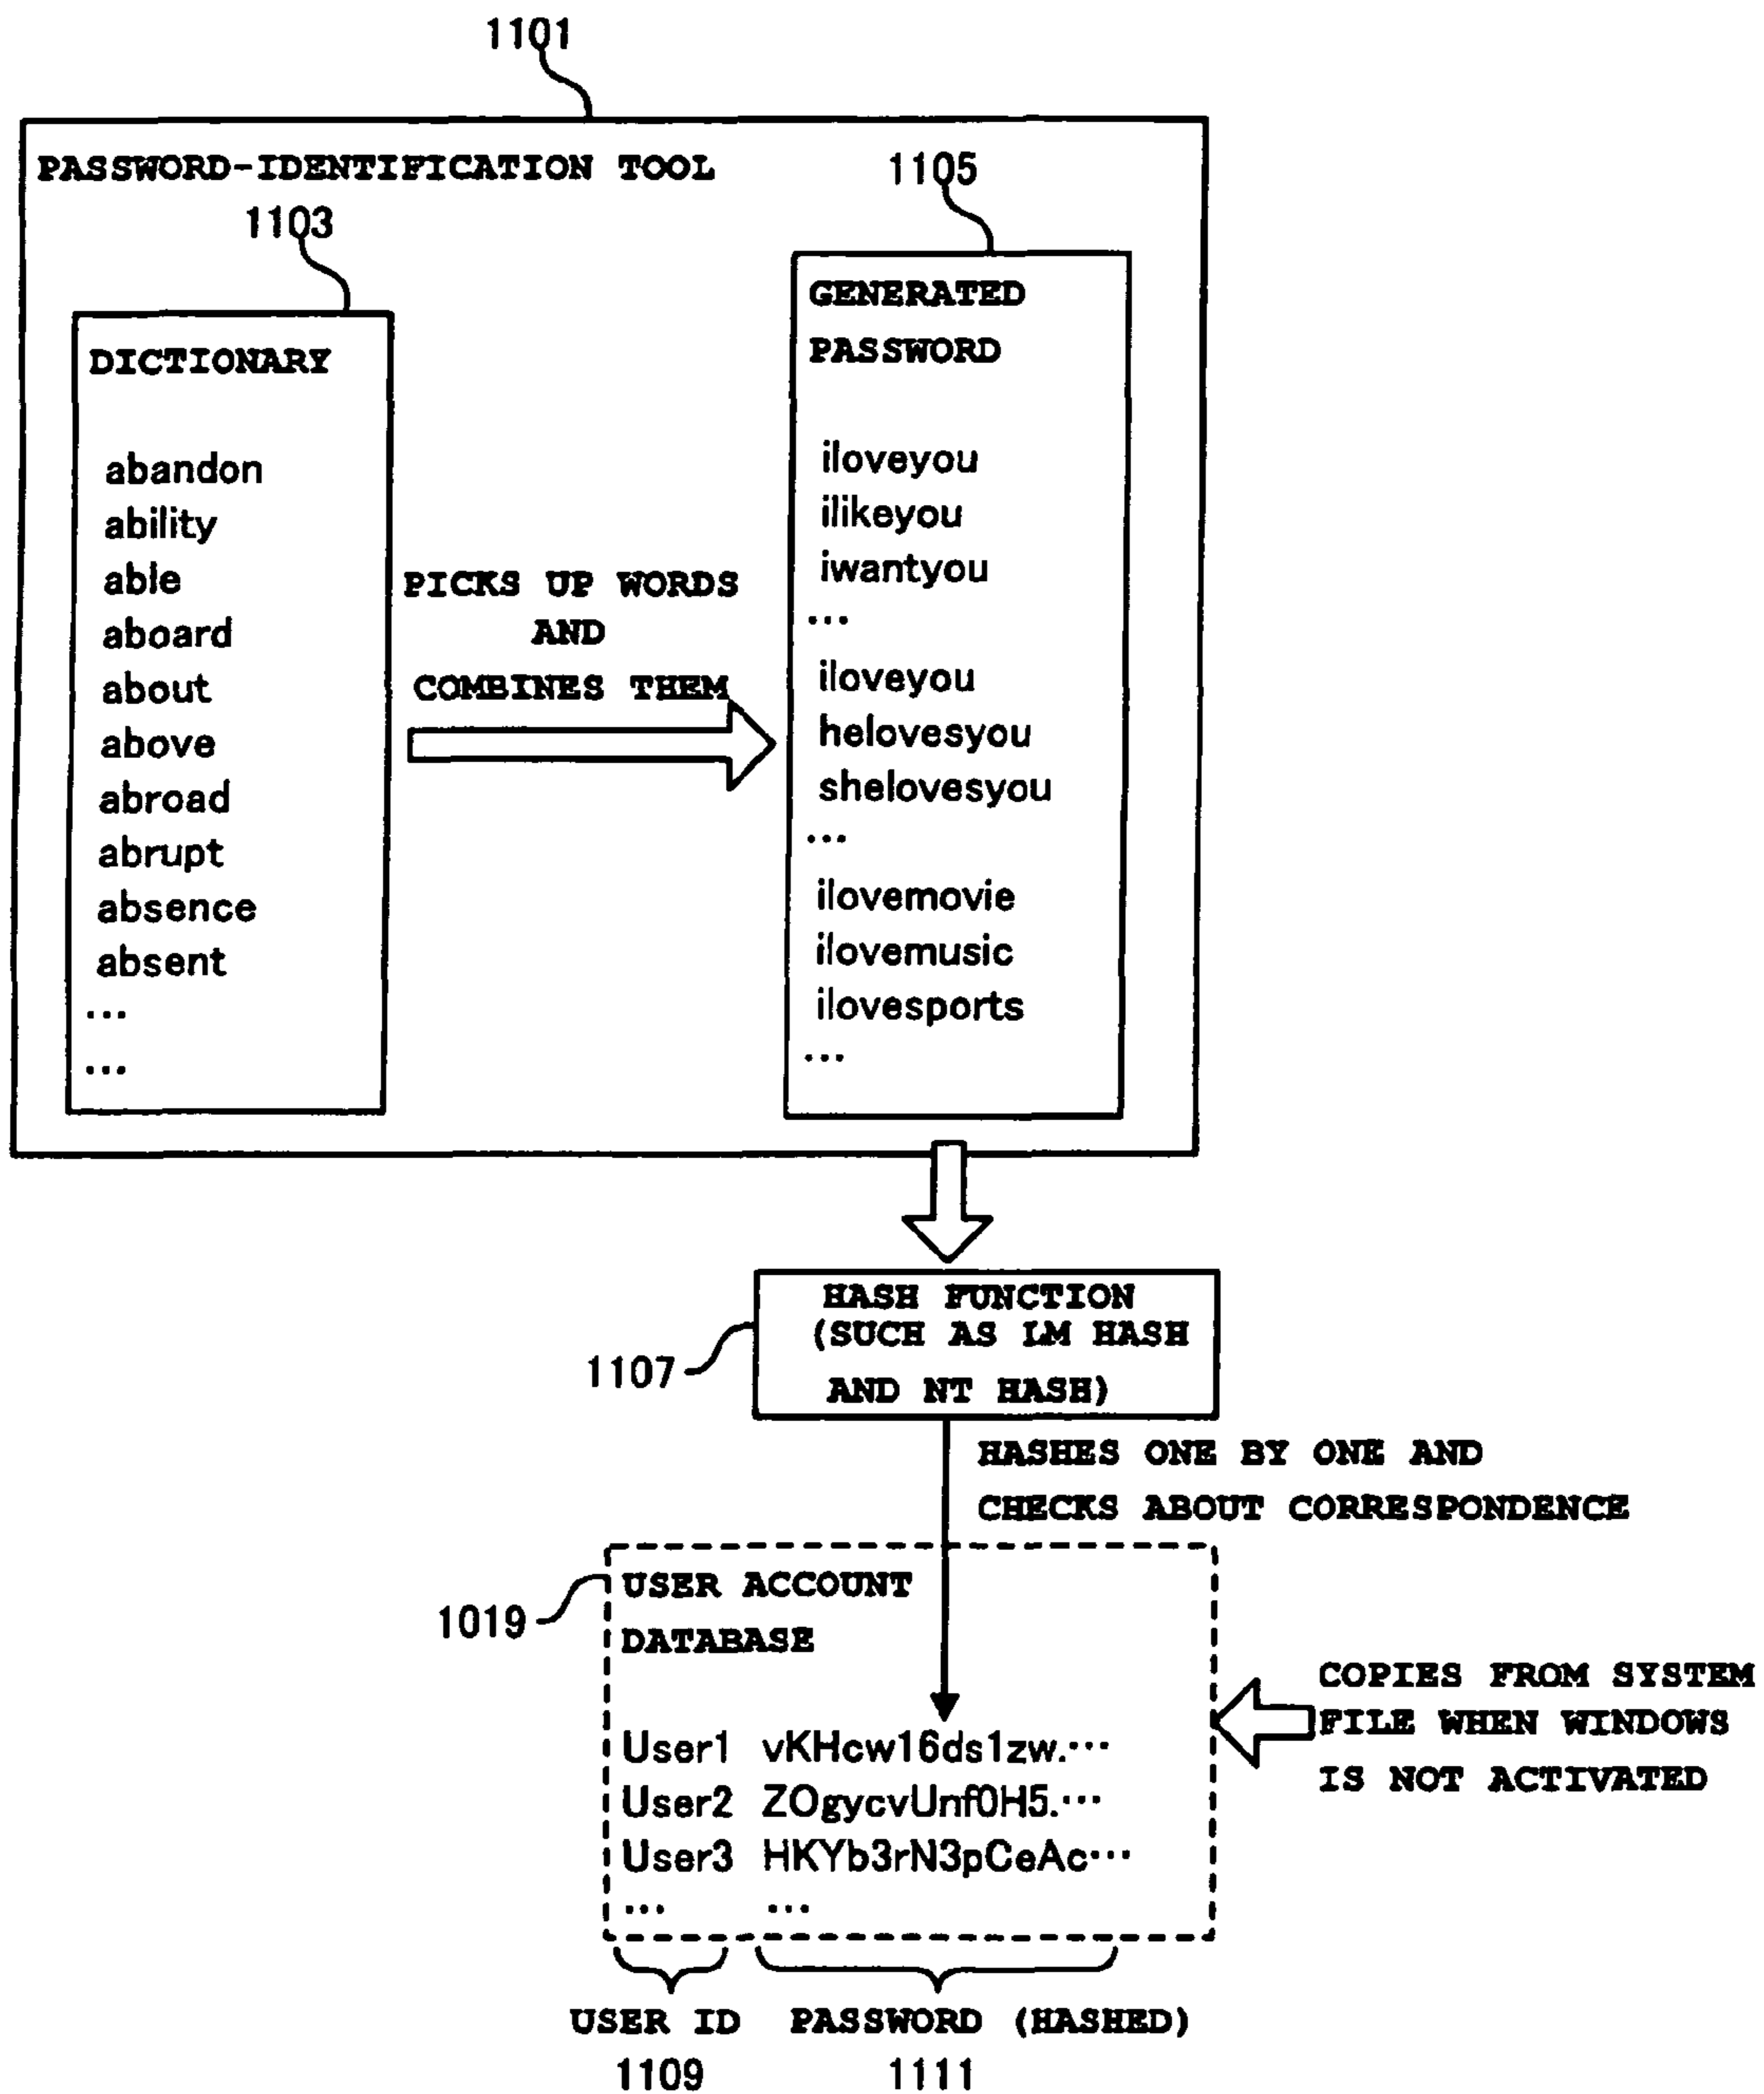 1101
PASSWORD-IDENTIFICATION TOOL
1103
DICTIONARY
abandon
ability
able
aboard
about
above
abroad
abrupt
absence
absent
...
...
PICKS UP WORDS
AND
COMBINES THEM
1105
GENERATED
PASSWORD
iloveyou
ilikeyou
iwantyou
...
iloveyou
helovesyou
shelovesyou
...
ilovemovie
ilovemusic
ilovesports
...
HASH FUNCTION
(SUCH AS LM HASH
AND NT HASH)
1107
HASHES ONE BY ONE AND
CHECKS ABOUT CORRESPONDENCE
1019
USER ACCOUNT
DATABASE
User1 vKHcw16ds1zw....
User2 ZOgycvUnf0H5....
User3 HKYb3rN3pCeAc...
... ...
COPIES FROM SYSTEM
FILE WHEN WINDOWS
IS NOT ACTIVATED
USER ID PASSWORD (HASHED)
1109 1111